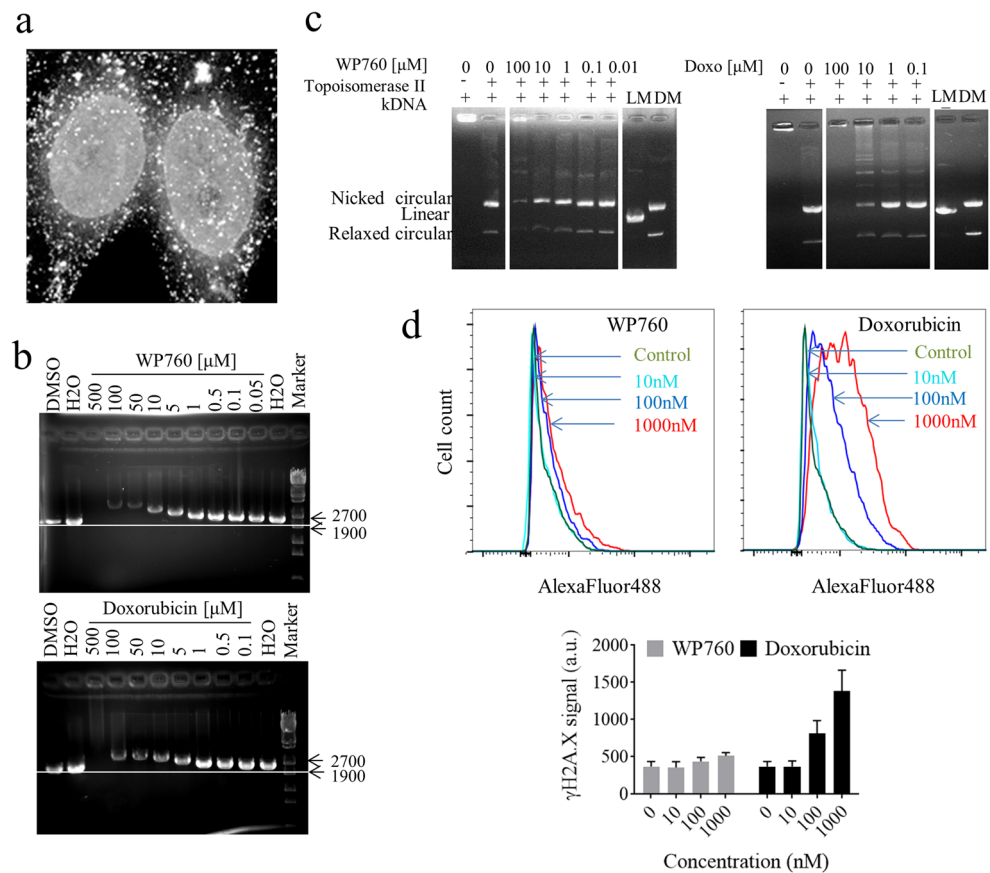 a
b
WP760 [μM]
DMSO
H2O
500
100
50
10
5
1
0.5
0.1
0.05
H2O
Marker
2700
1900
Doxorubicin [μM]
DMSO
H2O
500
100
50
10
5
1
0.5
0.1
H2O
Marker
2700
1900
c
WP760 [μM] 0 0 100 10 1 0.1 0.01
Topoisomerase II - + + + + + +
kDNA + + + + + + + LM DM
Nicked circular
Linear
Relaxed circular
Doxo [μM] 0 0 100 10 1 0.1
- + + + + +
+ + + + + + LM DM
d
WP760
Control
10nM
100nM
1000nM
Cell count
AlexaFluor488
Doxorubicin
Control
10nM
100nM
1000nM
AlexaFluor488
WP760 Doxorubicin
γH2A.X signal (a.u.)
2000
1500
1000
500
0
0 10 100 1000 0 10 100 1000
Concentration (nM)